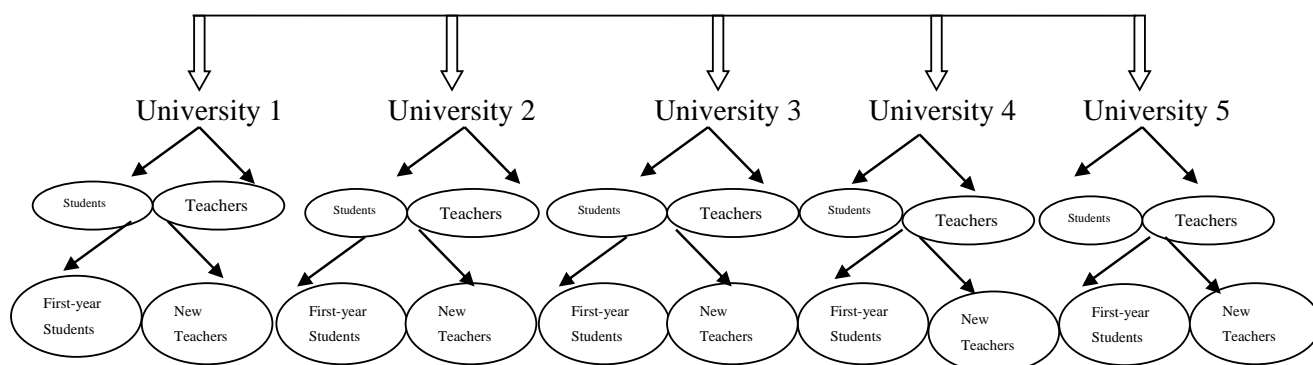 University 1
University 2
University 3
University 4
University 5
Students
Teachers
Students
Teachers
Students
Teachers
Students
Teachers
Students
Teachers
First-year
Students
New
Teachers
First-year
Students
New
Teachers
First-year
Students
New
Teachers
First-year
Students
New
Teachers
First-year
Students
New
Teachers